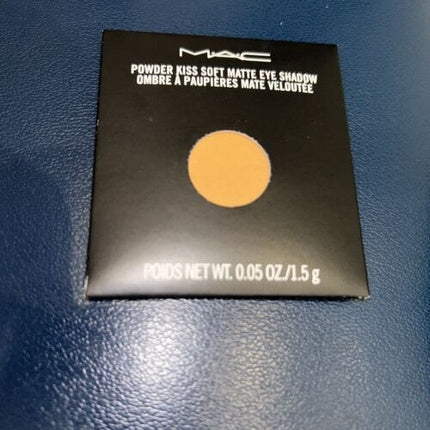 MAC
POWDER KISS SOFT MATTE EYE SHADOW
OMBRE À PAUPIÈRES MATE VELOUTÉE
POIDS NET WT. 0.05 OZ./1.5 g